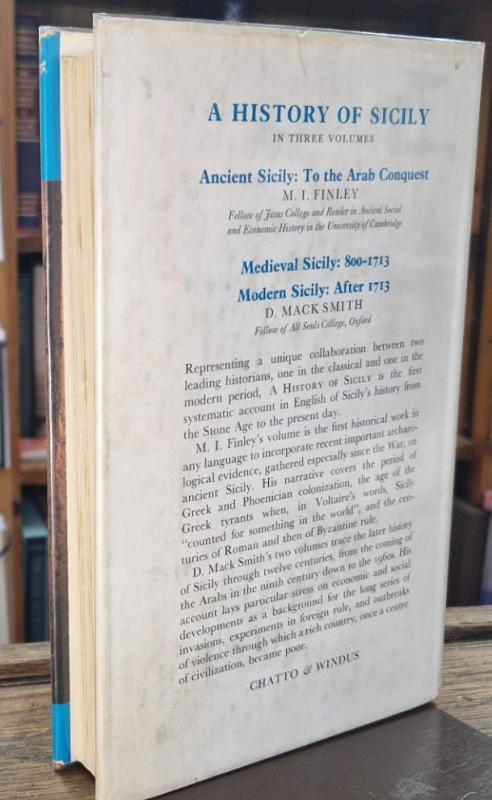 A HISTORY OF SICILY
IN THREE VOLUMES
Ancient Sicily: To the Arab Conquest
M. I. FINLEY
Fellow of Jesus College and Reader in Ancient Social
and Economic History in the University of Cambridge
Medieval Sicily: 800-1713
Modern Sicily: After 1713
D. MACK SMITH
Fellow of All Souls College, Oxford
Representing a unique collaboration between two
leading historians, one in the classical and one in the
modern period, A HISTORY OF SICILY is the first
systematic account in English of Sicily's history from
the Stone Age to the present day.
M. I. Finley's volume is the first historical work in
any language to incorporate recent important archaeo-
logical evidence, gathered especially since the War, on
ancient Sicily. His narrative covers the period of
Greek and Phoenician colonization, the age of the
Greek tyrants when, in Voltaire's words, Sicily
"counted for something in the world", and the cen-
turies of Roman and then of Byzantine rule.
D. Mack Smith's two volumes trace the later history
of Sicily through twelve centuries, from the coming of
the Arabs in the ninth century down to the 1960s. His
account lays particular stress on economic and social
developments as a background for the long series of
invasions, experiments in foreign rule, and outbreaks
of violence through which a rich country, once a centre
of civilization, became poor.
CHATTO & WINDUS